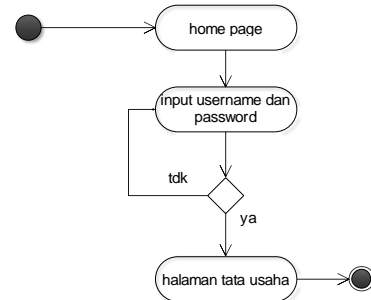 home page
input username dan
password
tdk
ya
halaman tata usaha